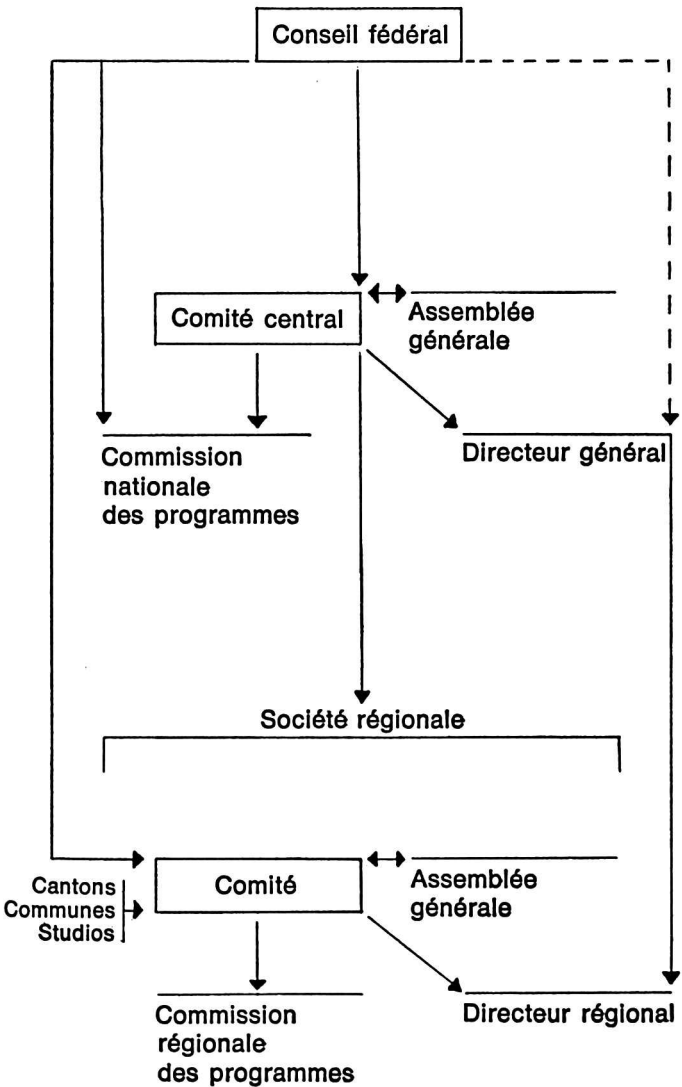 Conseil fédéral
Comité central
Assemblée
générale
Commission
nationale
des programmes
Directeur général
Société régionale
Cantons
Communes
Studios
Comité
Assemblée
générale
Commission
régionale
des programmes
Directeur régional